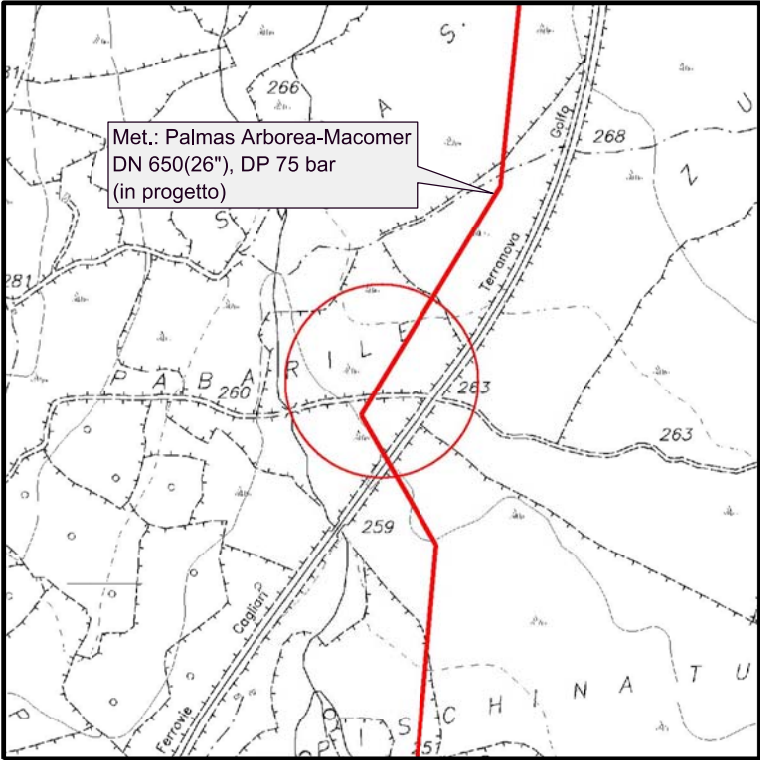 S.
81
266
A
U
Golfo
268
Met.: Palmas Arborea-Macomer
DN 650(26"), DP 75 bar
(in progetto)
Z
S
Terranova
281
P A B A R I L E
260
263
263
259
Cagliari
S C H I N A T U
P
Ferrovie
I
251